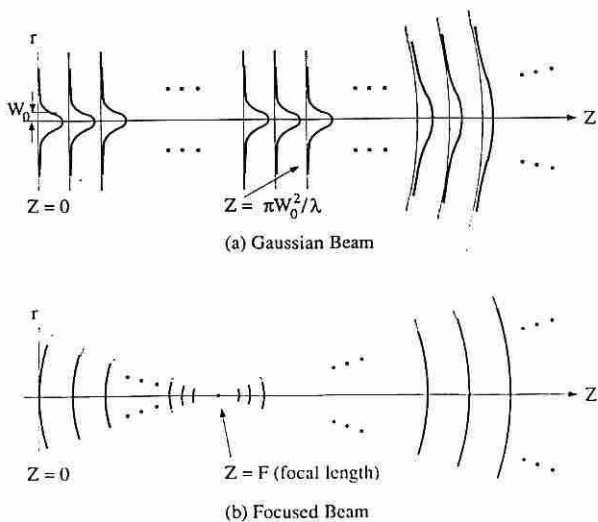 r
W₀
Z
Z = 0
Z = πW₀²/λ
(a) Gaussian Beam
r
Z
Z = 0
Z = F (focal length)
(b) Focused Beam